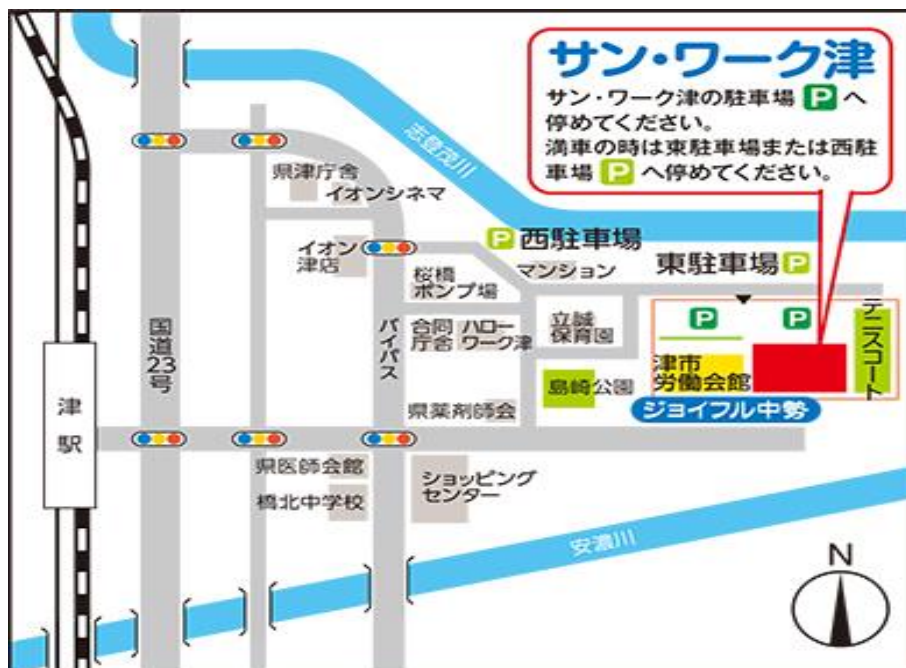 サン・ワーク津
サン・ワーク津の駐車場 P へ
停めてください。
満車の時は東駐車場または西駐
車場 P へ停めてください。
志登茂川
県津庁舎
イオンシネマ
イオン
津店
P 西駐車場
マンション
東駐車場 P
桜橋
ポンプ場
国道23号
バイパス
合同
庁舎
ハロー
ワーク津
立誠
保育園
P
P
テニスコート
津市
労働会館
島崎公園
ジョイフル中勢
県薬剤師会
津駅
県医師会館
橋北中学校
ショッピング
センター
安濃川
N